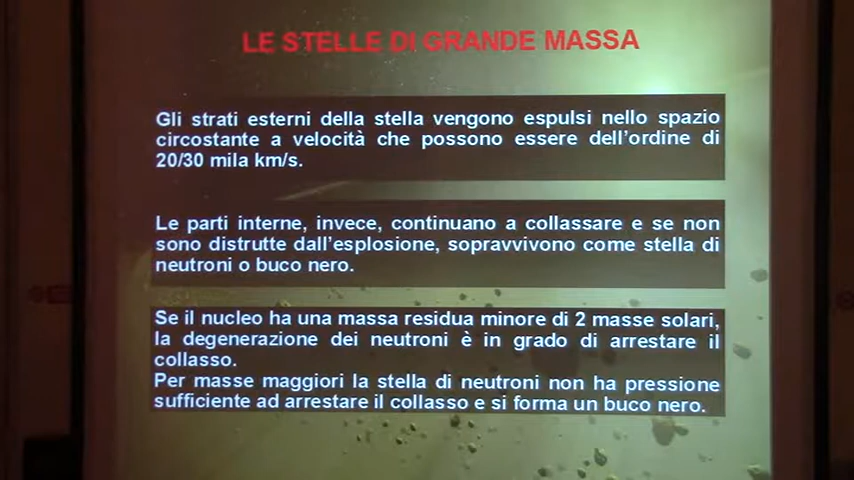 LE STELLE DI GRANDE MASSA
Gli strati esterni della stella vengono espulsi nello spazio
circostante a velocità che possono essere dell'ordine di
20/30 mila km/s.
Le parti interne, invece, continuano a collassare e se non
sono distrutte dall'esplosione, sopravvivono come stella di
neutroni o buco nero.
Se il nucleo ha una massa residua minore di 2 masse solari,
la degenerazione dei neutroni è in grado di arrestare il
collasso.
Per masse maggiori la stella di neutroni non ha pressione
sufficiente ad arrestare il collasso e si forma un buco nero.